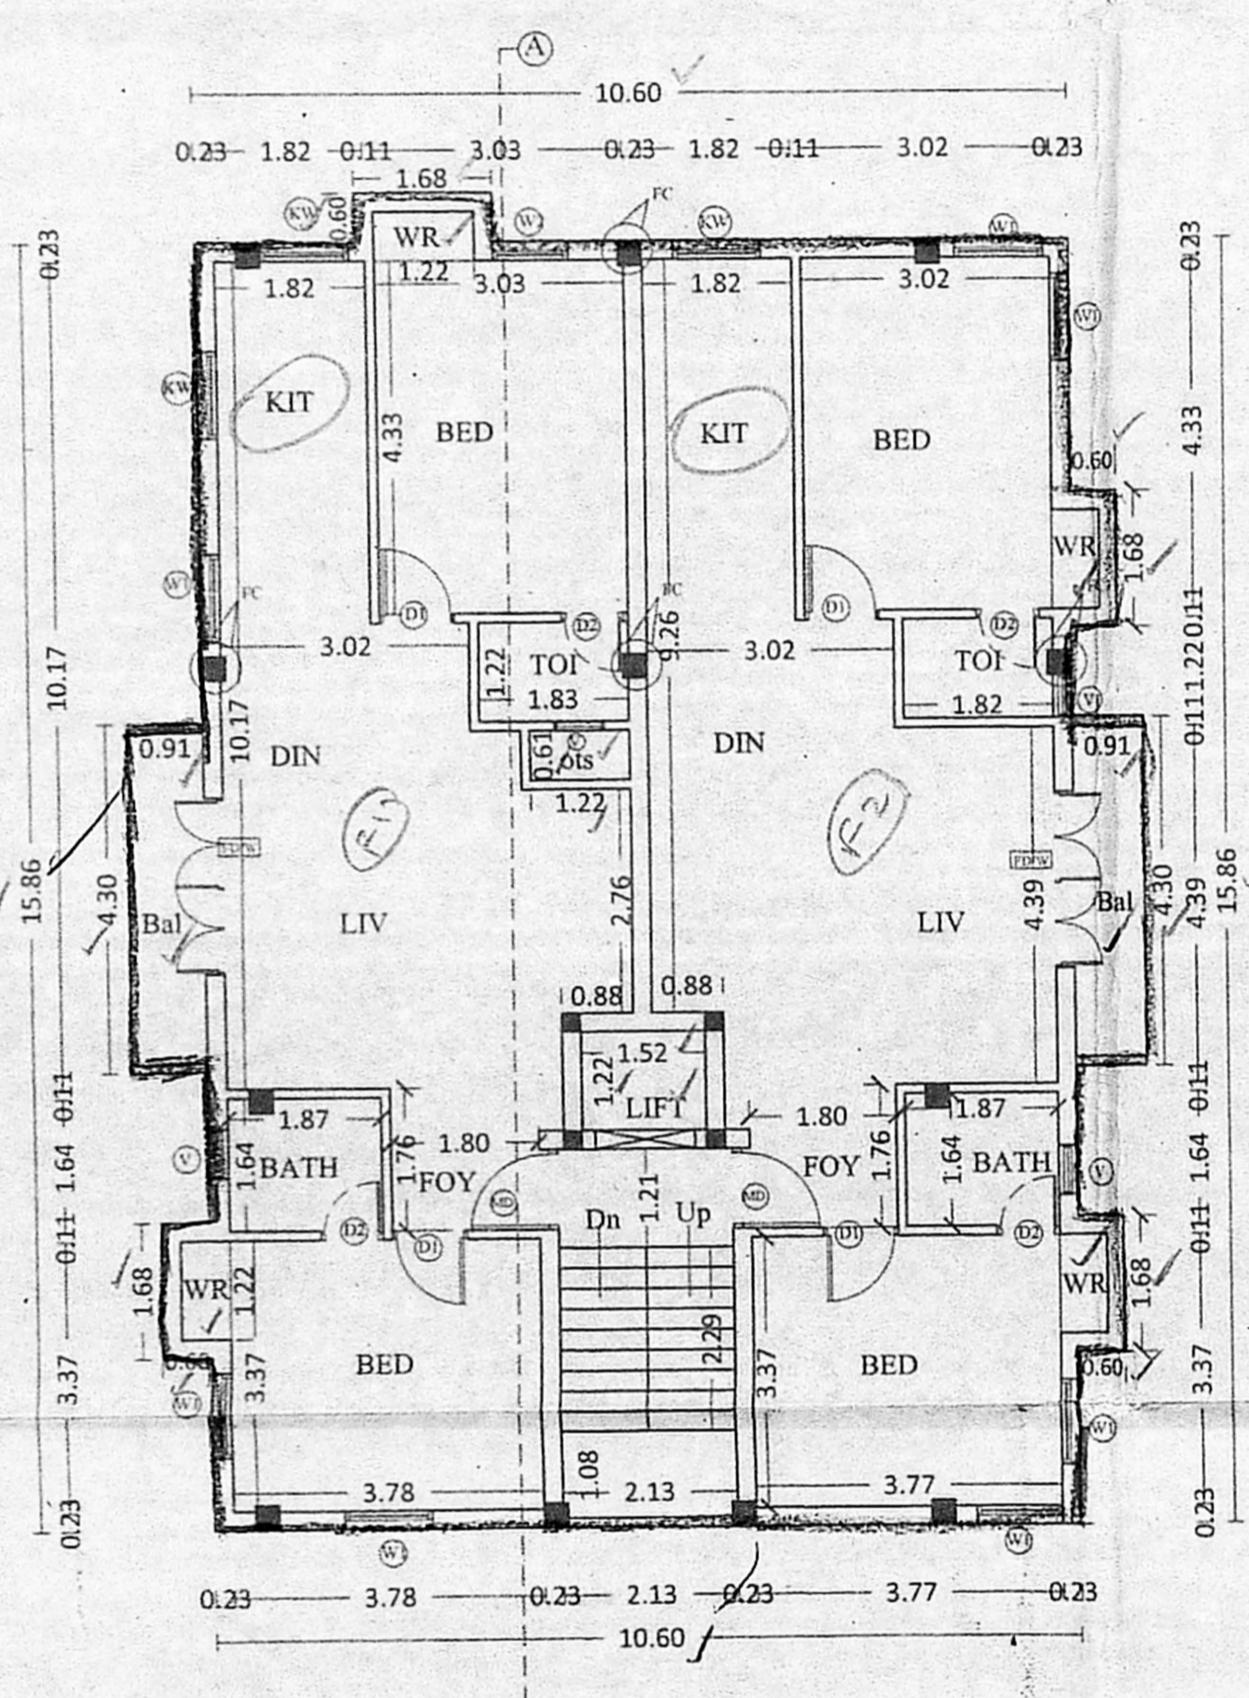 A
10.60
0.23 1.82 0.11 3.03 0.23 1.82 0.11 3.02 0.23
1.68
FC
KW 0.60 W KW W1
WR
0.23 0.23
1.22
1.82 3.03 1.82 3.02
W1
KW
KIT BED KIT BED
4.33 4.33
0.60
WR 1.68
W1 FC D1 D2 FC D1 D2
0.11
3.02 9.26 3.02
TOI TOI
1.22 1.22
1.83 1.82
10.17 V1
0.11
0.91 10.17 DIN 0.61 Dts DIN 0.91
1.22
F1 F2
FDW FDW
15.86 4.30 2.76 4.39 4.30 4.39 15.86
Bal LIV LIV Bal
0.88 0.88
1.52
1.22
LIFT
0.11 0.11
1.87 1.80 1.87
1.80
V 1.64 1.64 BATH 1.76 FOY FOY 1.76 1.64 BATH V 1.64
MD 1.21 MD
Dn Up
D2 D1 D1 D2
0.11 0.11
1.68 WR 1.22 WR 1.68
2.29
BED BED
0.60
3.37 W1 3.37 3.37 3.37
W1
1.08
3.78 2.13 3.77
0.23 0.23
W1 W1
0.23 3.78 0.23 2.13 0.23 3.77 0.23
10.60